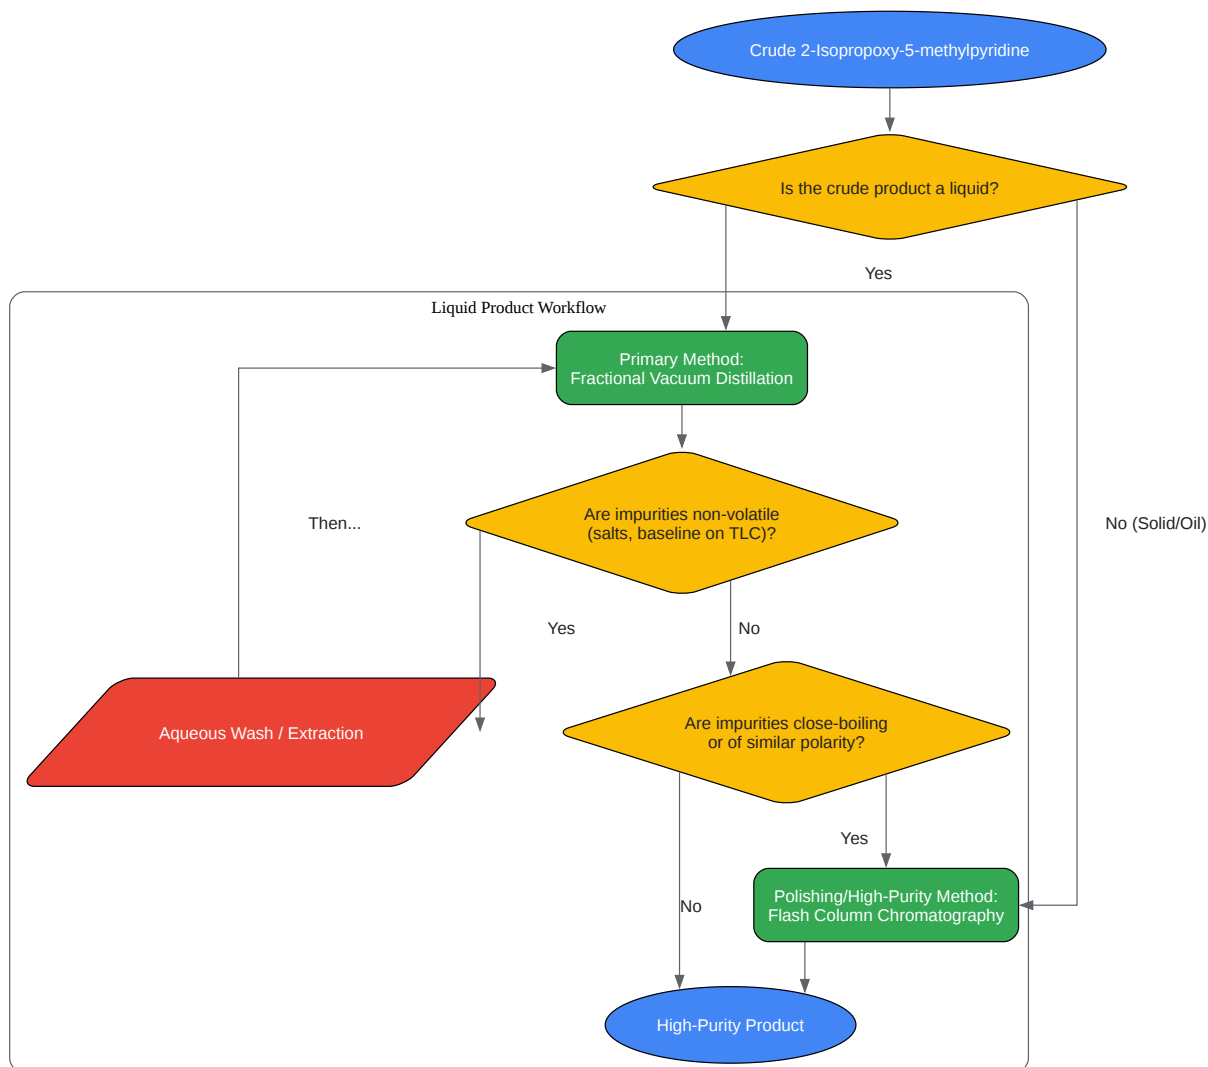 Crude 2-Isopropoxy-5-methylpyridine
Is the crude product a liquid?
Yes
Liquid Product Workflow
Primary Method:
Fractional Vacuum Distillation
Then...
Are impurities non-volatile
(salts, baseline on TLC)?
No (Solid/Oil)
Yes
No
Aqueous Wash / Extraction
Are impurities close-boiling
or of similar polarity?
Yes
No
Polishing/High-Purity Method:
Flash Column Chromatography
High-Purity Product